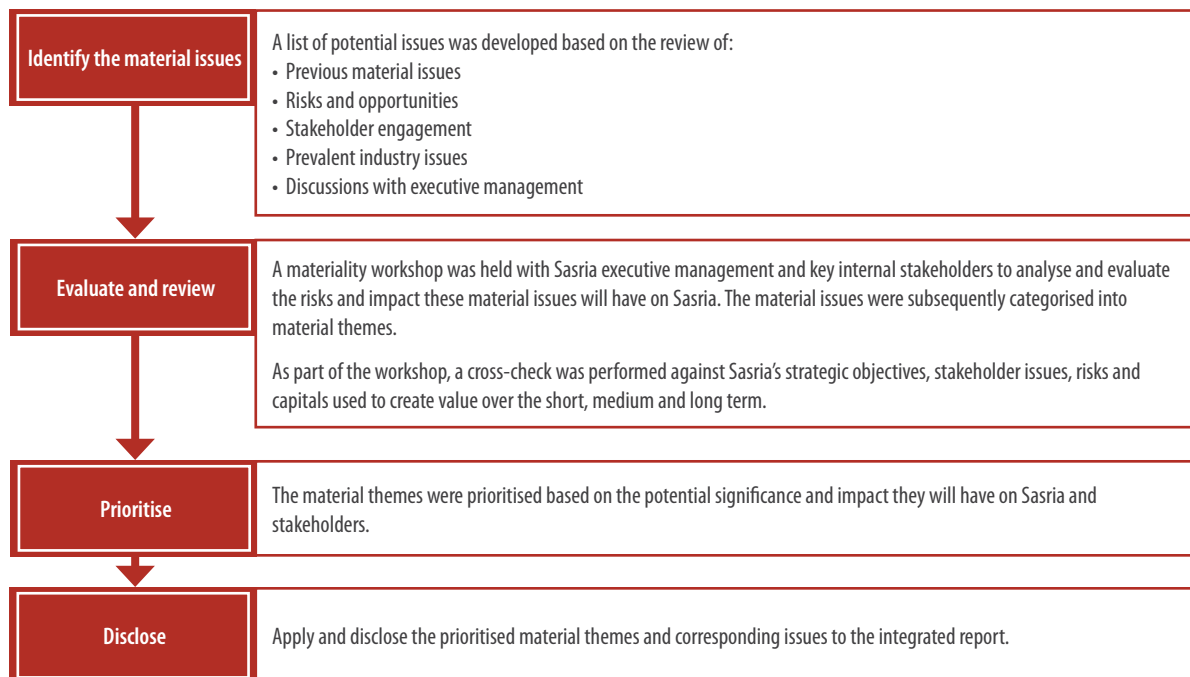 Identify the material issues
A list of potential issues was developed based on the review of:
• Previous material issues
• Risks and opportunities
• Stakeholder engagement
• Prevalent industry issues
• Discussions with executive management
Evaluate and review
A materiality workshop was held with Sasria executive management and key internal stakeholders to analyse and evaluate
the risks and impact these material issues will have on Sasria. The material issues were subsequently categorised into
material themes.
As part of the workshop, a cross-check was performed against Sasria’s strategic objectives, stakeholder issues, risks and
capitals used to create value over the short, medium and long term.
Prioritise
The material themes were prioritised based on the potential significance and impact they will have on Sasria and
stakeholders.
Disclose
Apply and disclose the prioritised material themes and corresponding issues to the integrated report.